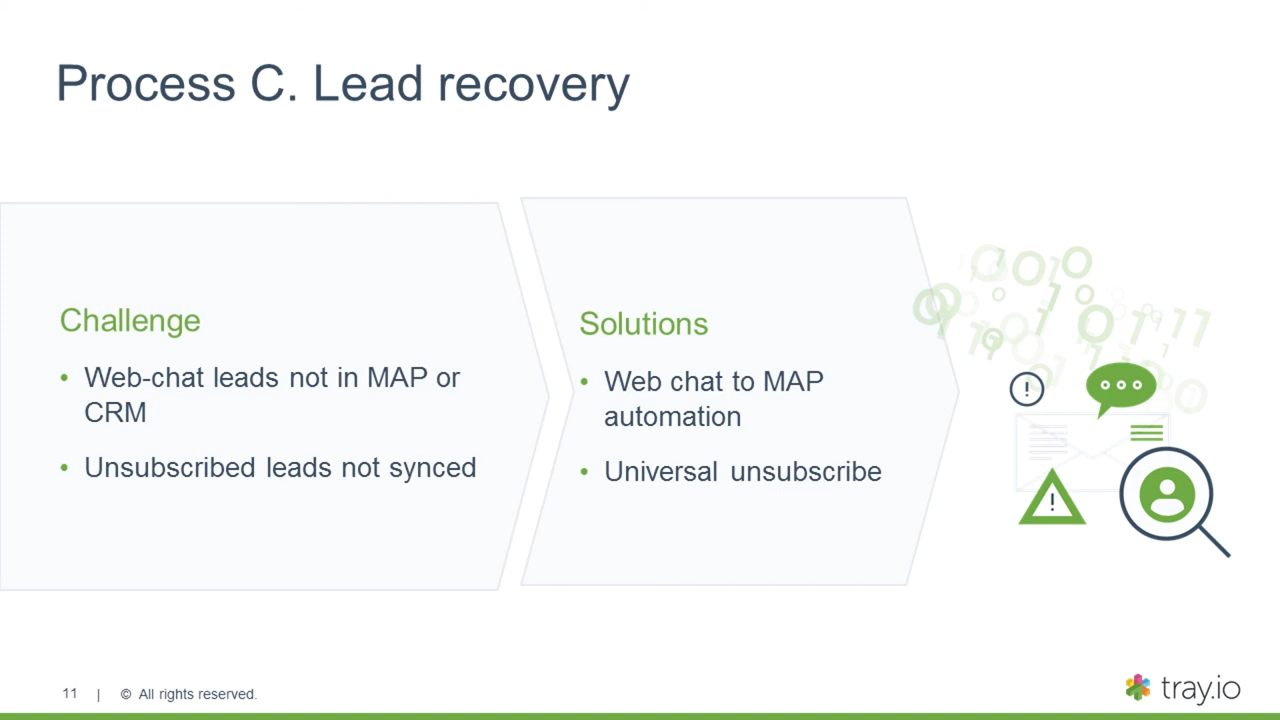 Process C. Lead recovery
Challenge
• Web-chat leads not in MAP or
CRM
• Unsubscribed leads not synced
Solutions
• Web chat to MAP
automation
• Universal unsubscribe
11 | © All rights reserved.
tray.io